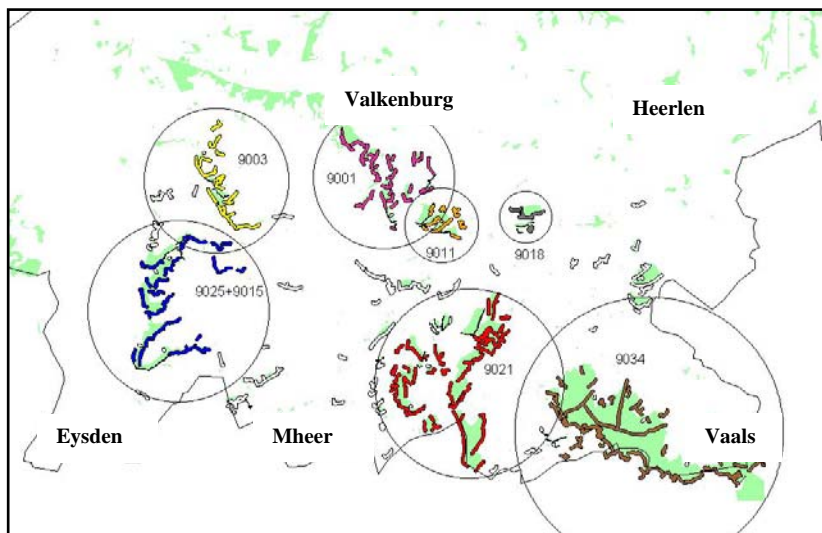 Valkenburg
Heerlen
9003
9001
9011
9018
9025+9015
9021
9034
Eysden
Mheer
Vaals